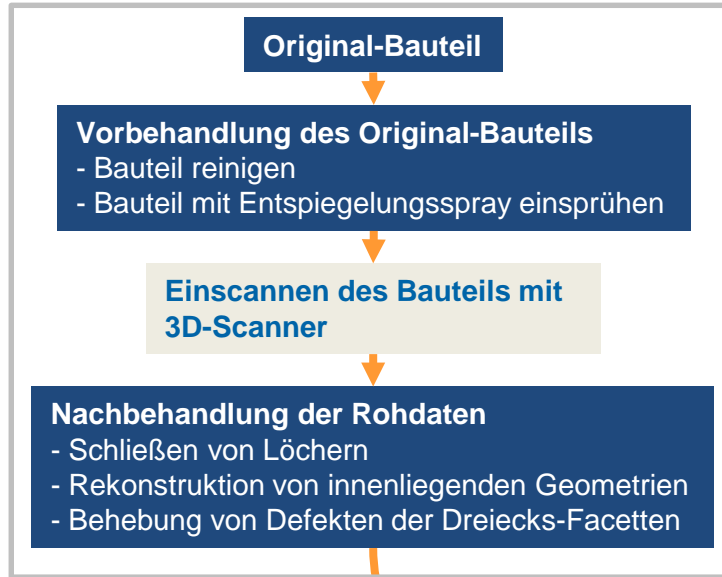 Original-Bauteil
Vorbehandlung des Original-Bauteils
- Bauteil reinigen
- Bauteil mit Entspiegelungsspray einsprühen
Einscannen des Bauteils mit
3D-Scanner
Nachbehandlung der Rohdaten
- Schließen von Löchern
- Rekonstruktion von innenliegenden Geometrien
- Behebung von Defekten der Dreiecks-Facetten